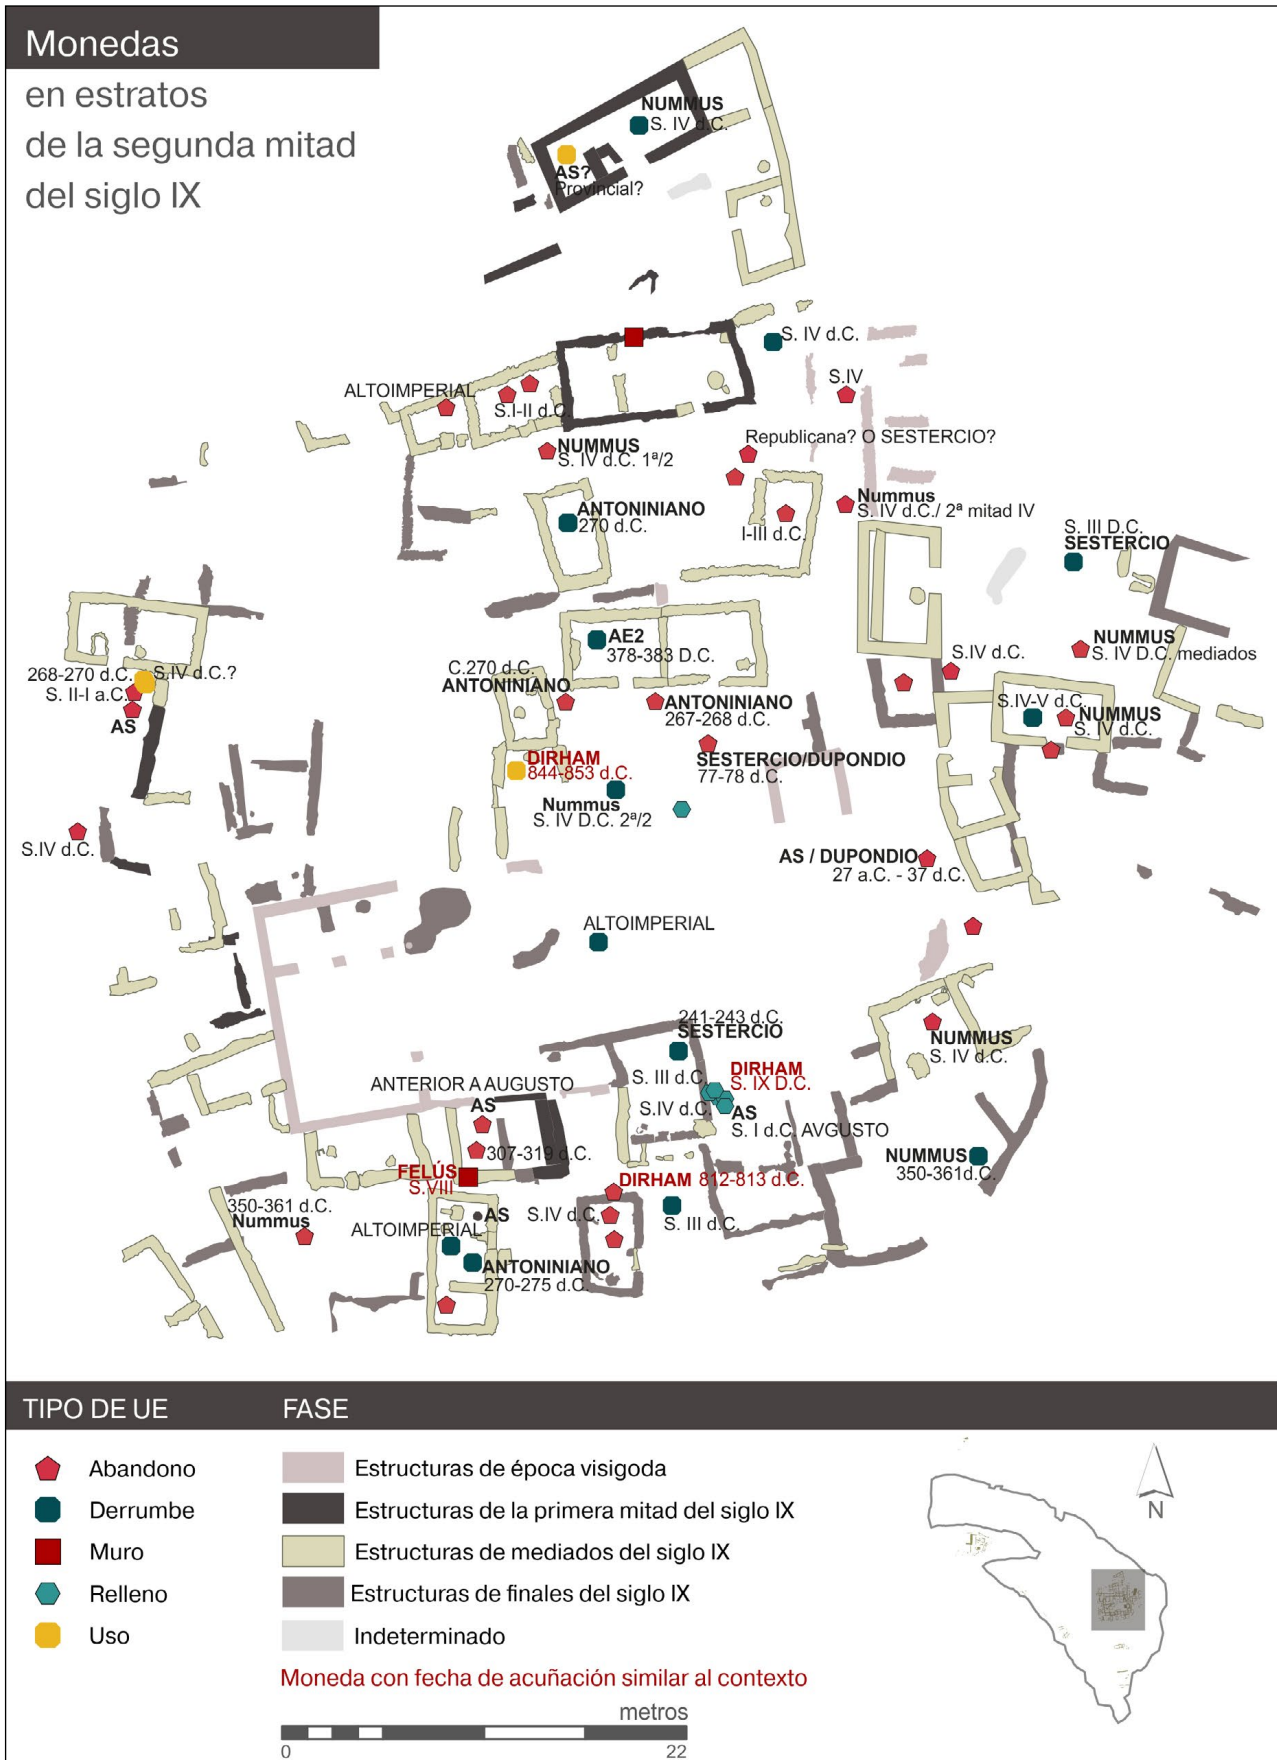 Monedas
en estratos
de la segunda mitad
del siglo IX
NUMMUS
S. IV d.C.
AS?
Provincial?
S. IV d.C.
S.IV
ALTOIMPERIAL
S.I-II d.C.
Republicana? O SESTERCIO?
NUMMUS
S. IV d.C. 1ª/2
Nummus
S. IV d.C./ 2ª mitad IV
ANTONINIANO
270 d.C.
I-III d.C.
S. III D.C.
SESTERCIO
AE2
378-383 D.C.
NUMMUS
S. IV D.C. mediados
S.IV d.C.
268-270 d.C.
S.IV d.C.?
S. II-I a.C.
AS
C.270 d.C.
ANTONINIANO
ANTONINIANO
267-268 d.C.
S.IV-V d.C.
NUMMUS
S. IV d.C.
DIRHAM
844-853 d.C.
SESTERCIO/DUPONDIO
77-78 d.C.
Nummus
S. IV D.C. 2ª/2
S.IV d.C.
AS / DUPONDIO
27 a.C. - 37 d.C.
ALTOIMPERIAL
241-243 d.C.
SESTERCIO
NUMMUS
S. IV d.C.
S. III d.C.
DIRHAM
S. IX D.C.
ANTERIOR A AUGUSTO
AS
S.IV d.C.
AS
S. I d.C. AVGUSTO
307-319 d.C.
NUMMUS
350-361d.C.
FELÚS
S.VIII
DIRHAM 812-813 d.C.
350-361 d.C.
Nummus
AS
S.IV d.C.
S. III d.C.
ALTOIMPERIAL
ANTONINIANO
270-275 d.C.
TIPO DE UE
Abandono
Derrumbe
Muro
Relleno
Uso
FASE
Estructuras de época visigoda
Estructuras de la primera mitad del siglo IX
Estructuras de mediados del siglo IX
Estructuras de finales del siglo IX
Indeterminado
Moneda con fecha de acuñación similar al contexto
metros
0 22
N